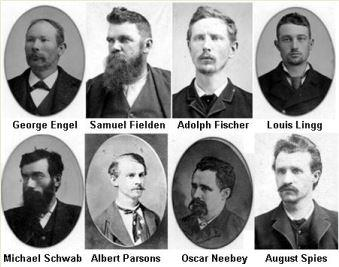 George Engel Samuel Fielden Adolph Fischer Louis Lingg
Michael Schwab Albert Parsons Oscar Neebey August Spies